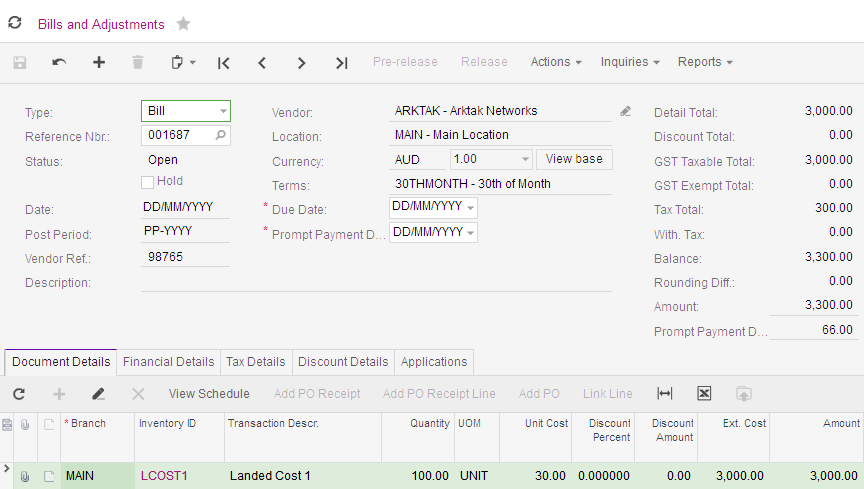 Bills and Adjustments
Pre-release Release Actions Inquiries Reports
Type: Bill Vendor: ARKTAK - Arktak Networks Detail Total: 3,000.00
Reference Nbr.: 001687 Location: MAIN - Main Location Discount Total: 0.00
Status: Open Currency: AUD 1.00 View base GST Taxable Total: 3,000.00
Hold Terms: 30THMONTH - 30th of Month GST Exempt Total: 0.00
Date: DD/MM/YYYY * Due Date: DD/MM/YYYY Tax Total: 300.00
Post Period: PP-YYYY * Prompt Payment D... DD/MM/YYYY With. Tax: 0.00
Vendor Ref.: 98765 Balance: 3,300.00
Description: Rounding Diff.: 0.00
Amount: 3,300.00
Prompt Payment D... 66.00
Document Details Financial Details Tax Details Discount Details Applications
View Schedule Add PO Receipt Add PO Receipt Line Add PO Link Line
* Branch Inventory ID Transaction Descr. Quantity UOM Unit Cost Discount Percent Discount Amount Ext. Cost Amount
MAIN LCOST1 Landed Cost 1 100.00 UNIT 30.00 0.000000 0.00 3,000.00 3,000.00